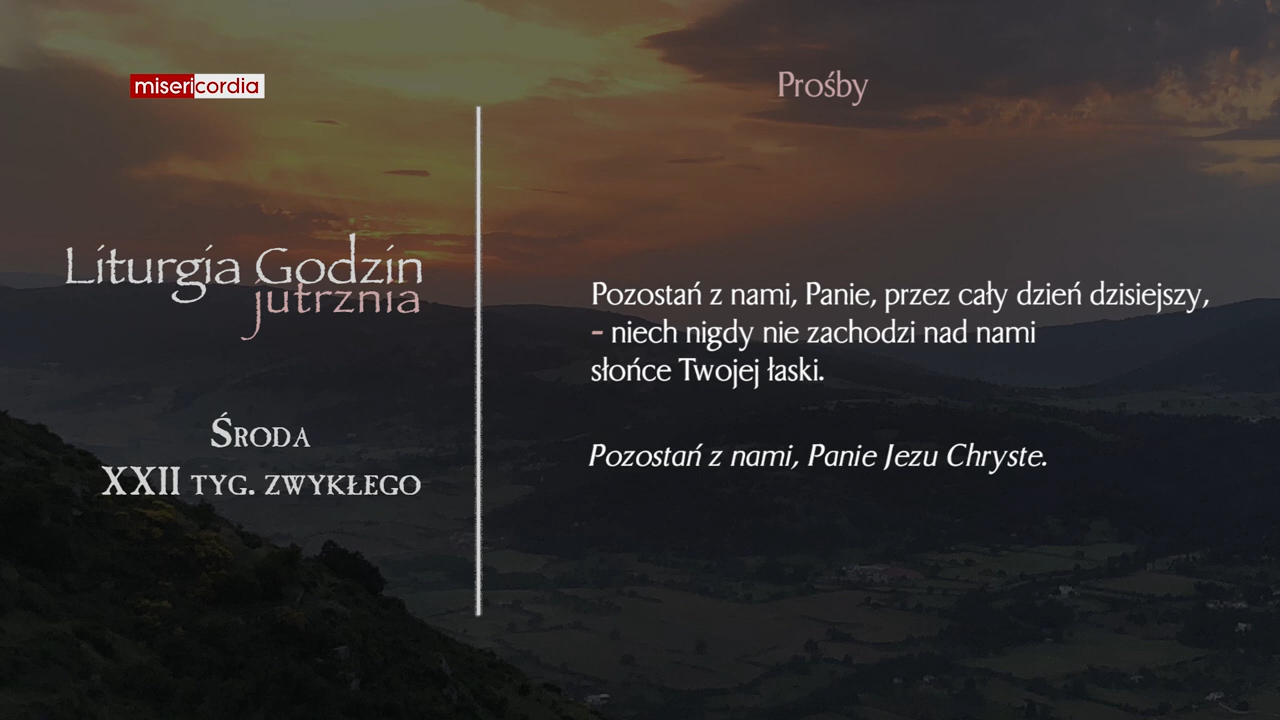 misericordia
Prośby
Liturgia Godzin
jutrznia
Środa
XXII tyg. zwykłego
Pozostań z nami, Panie, przez cały dzień dzisiejszy,
– niech nigdy nie zachodzi nad nami
słońce Twojej łaski.
Pozostań z nami, Panie Jezu Chryste.